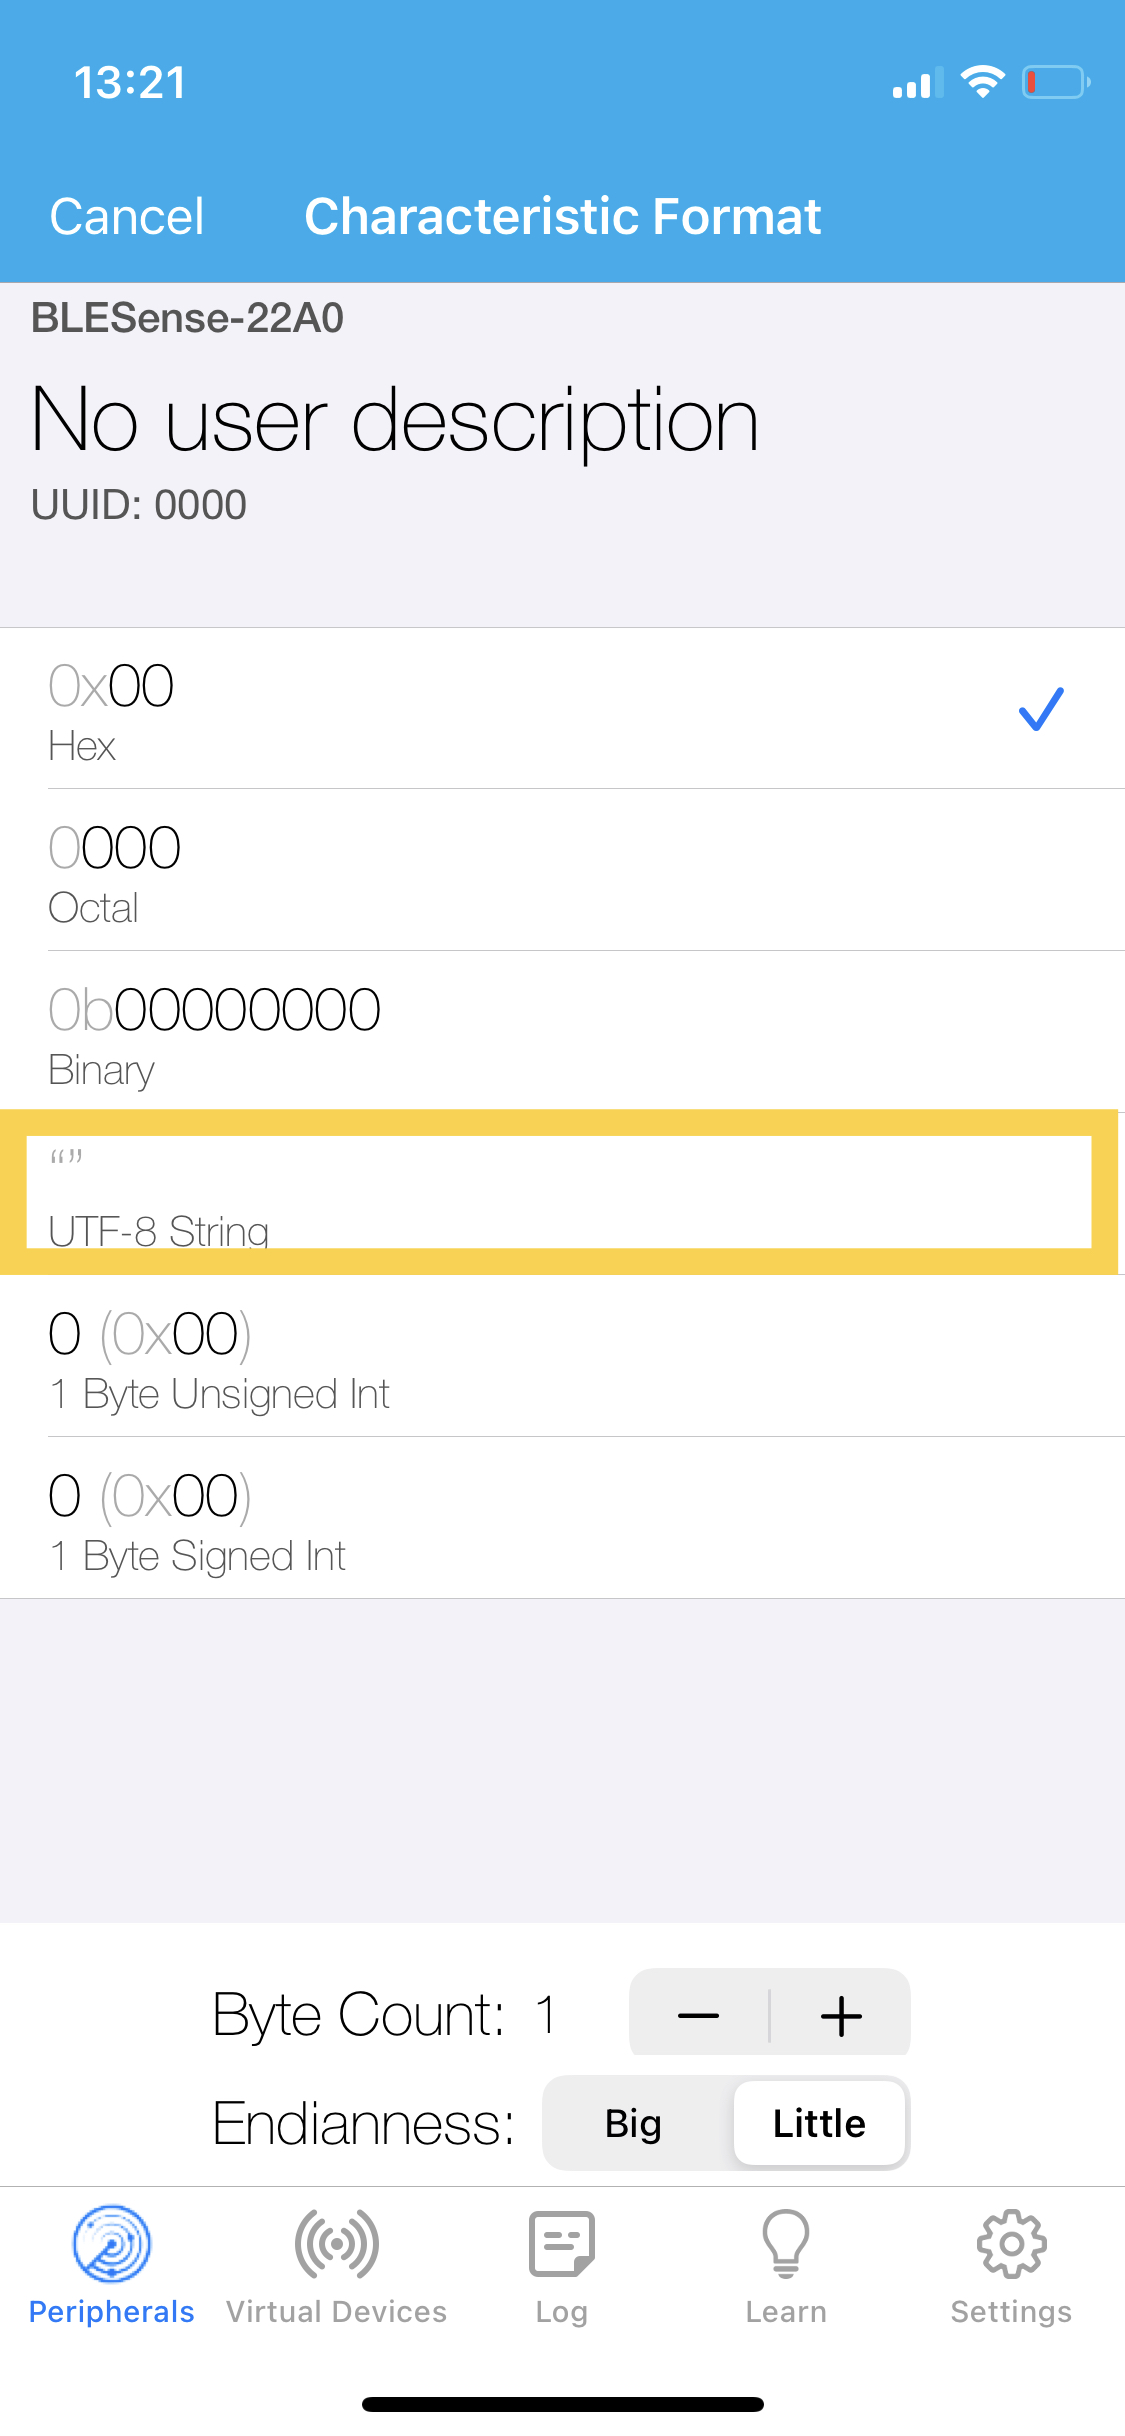 13:21
Cancel Characteristic Format
BLESense-22A0
No user description
UUID: 0000
0x00
Hex
0000
Octal
0b00000000
Binary
“”
UTF-8 String
0 (0x00)
1 Byte Unsigned Int
0 (0x00)
1 Byte Signed Int
Byte Count: 1 − +
Endianness: Big Little
Peripherals Virtual Devices Log Learn Settings